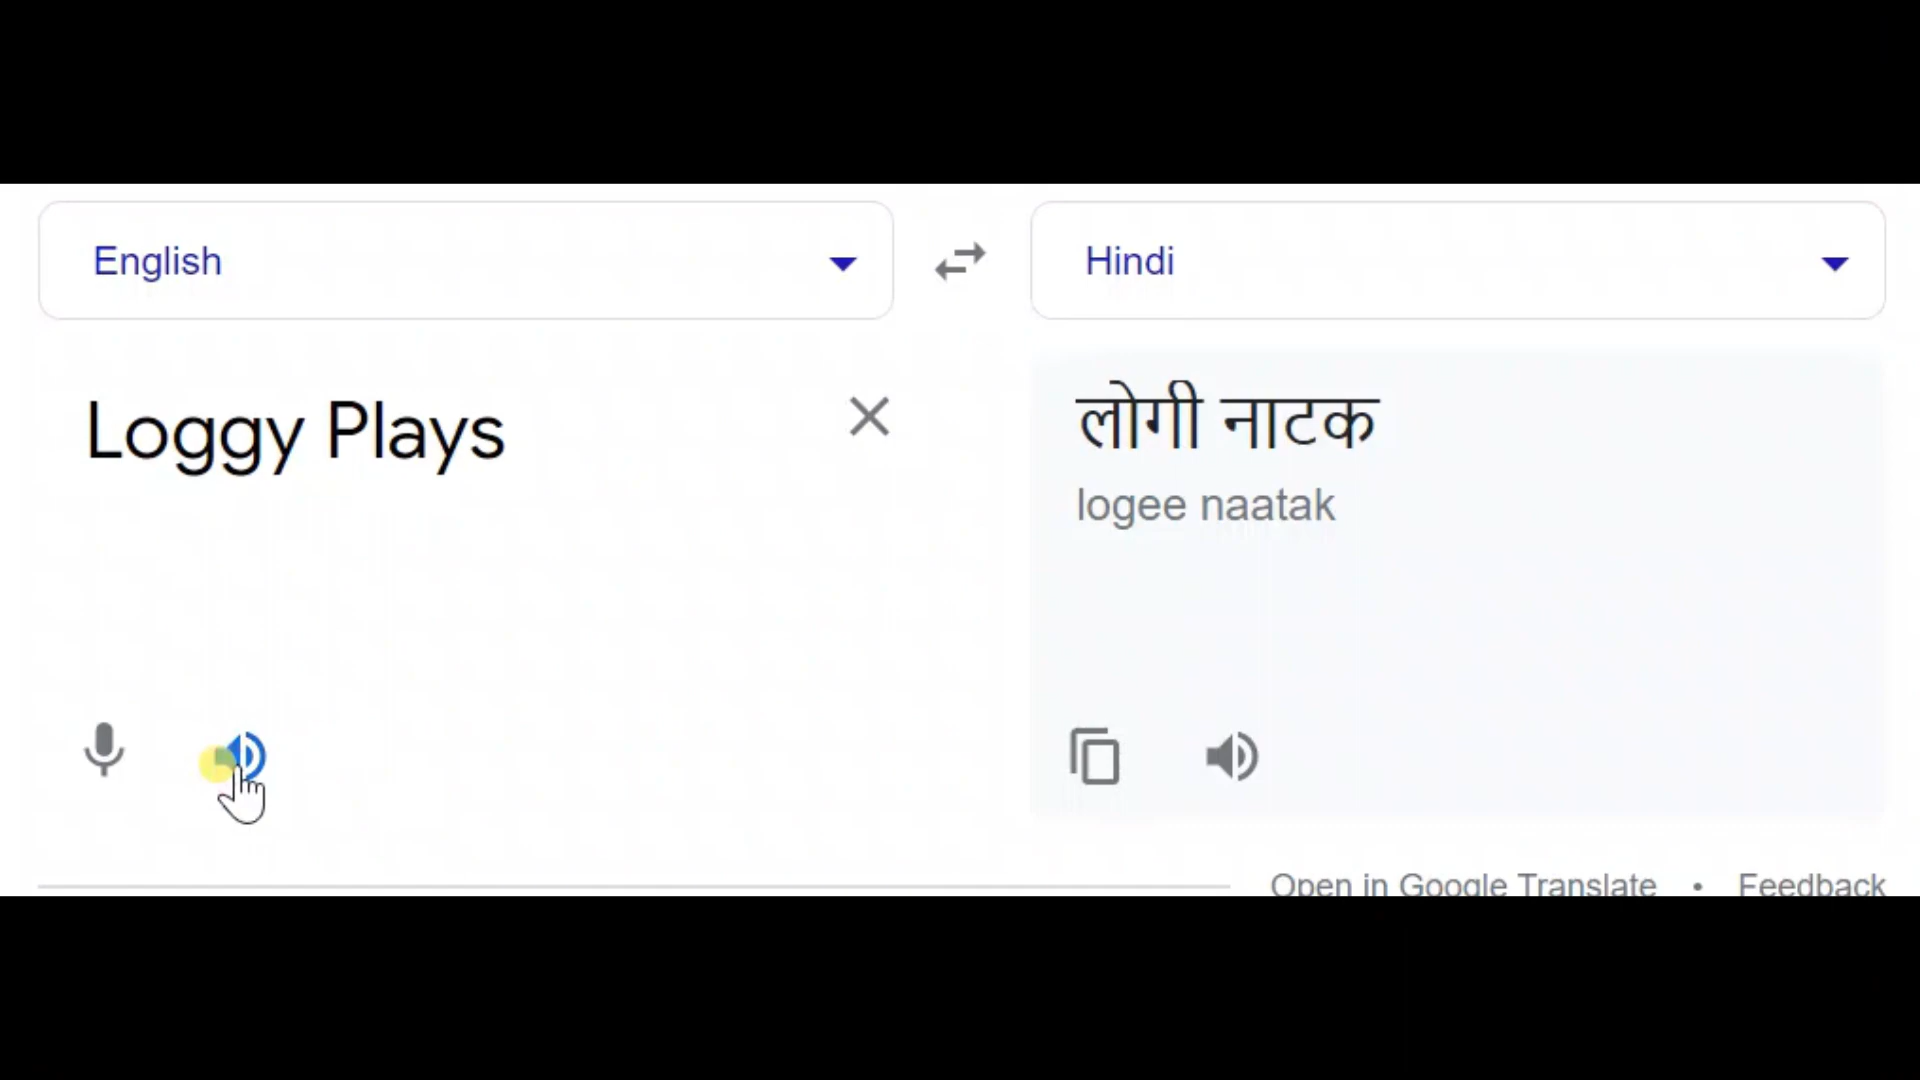 English
Hindi
Loggy Plays
लोगी नाटक
logee naatak
Open in Google Translate • Feedback